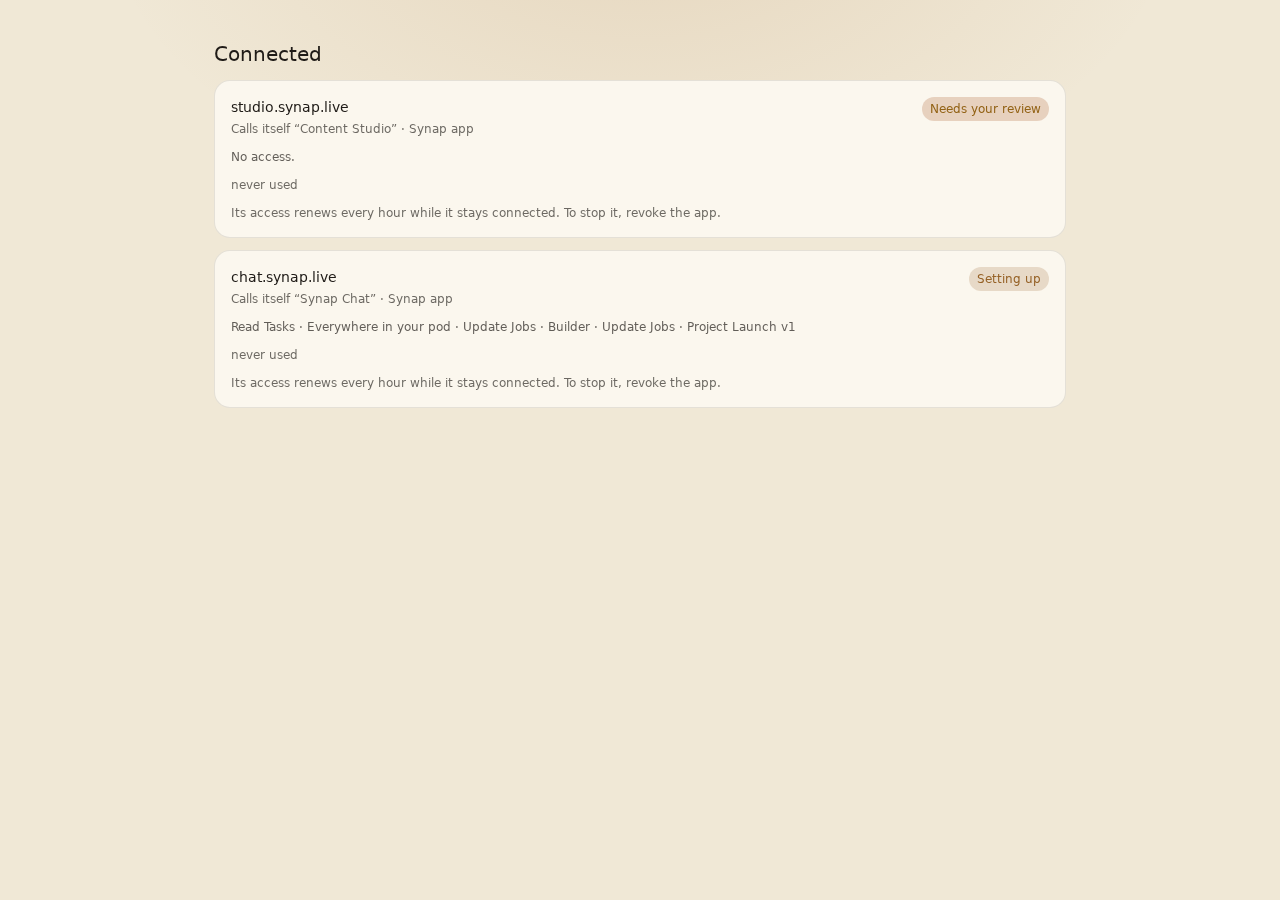 Connected
studio.synap.live
Needs your review
Calls itself “Content Studio” · Synap app
No access.
never used
Its access renews every hour while it stays connected. To stop it, revoke the app.
chat.synap.live
Setting up
Calls itself “Synap Chat” · Synap app
Read Tasks · Everywhere in your pod · Update Jobs · Builder · Update Jobs · Project Launch v1
never used
Its access renews every hour while it stays connected. To stop it, revoke the app.